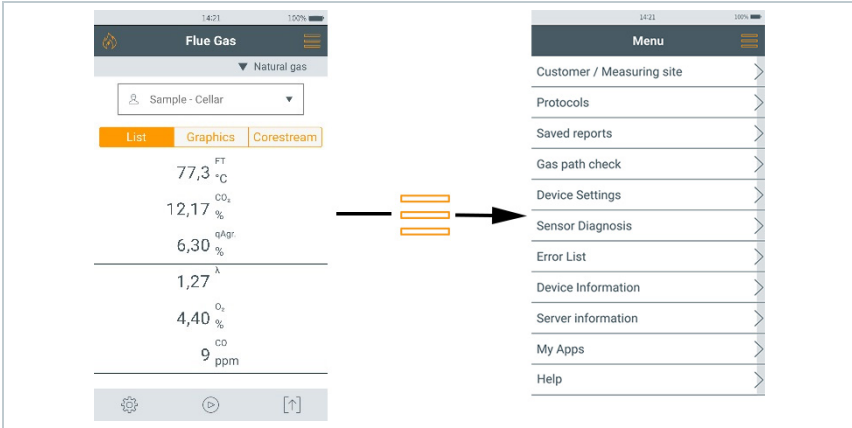 14:21 100%
Flue Gas
▼ Natural gas
Sample - Cellar ▼
List Graphics Corestream
77,3 FT °C
12,17 CO₂ %
6,30 qAgr. %
1,27 λ
4,40 O₂ %
9 CO ppm
14:21 100%
Menu
Customer / Measuring site
Protocols
Saved reports
Gas path check
Device Settings
Sensor Diagnosis
Error List
Device Information
Server information
My Apps
Help